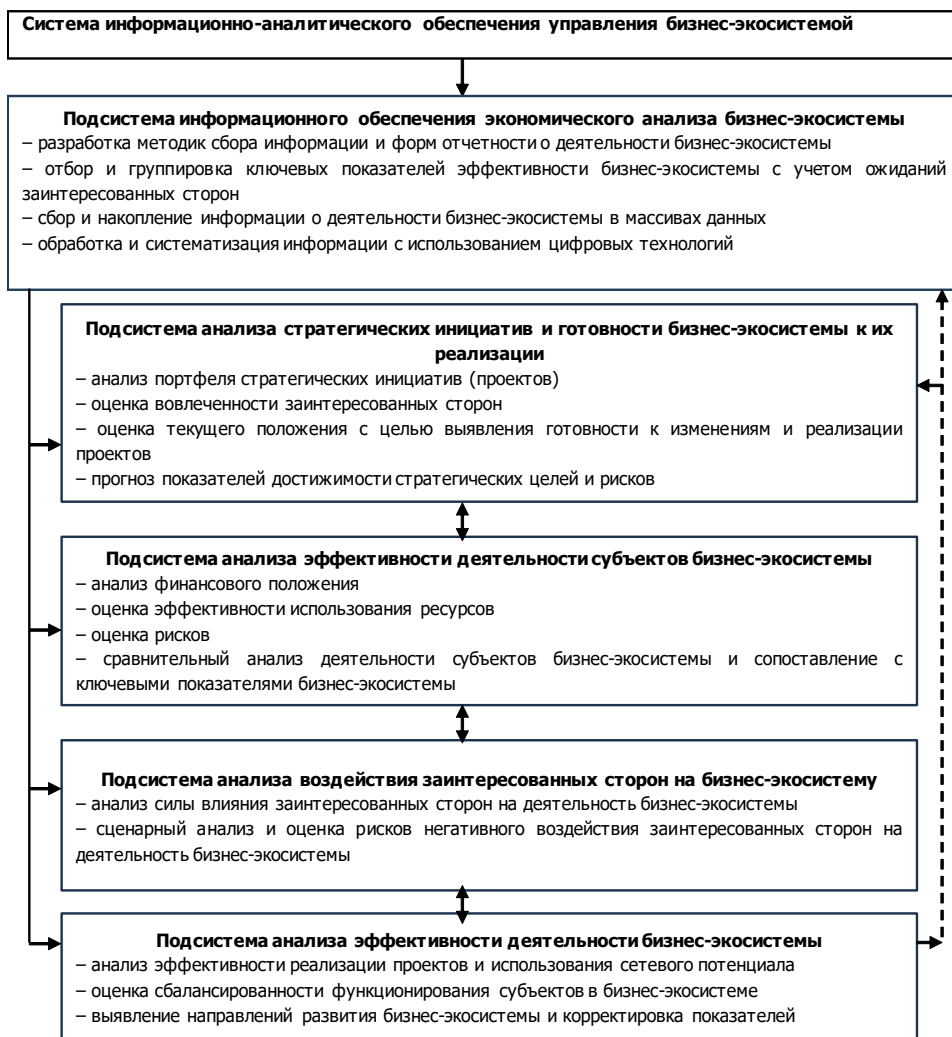 Система информационно-аналитического обеспечения управления бизнес-экосистемой
Подсистема информационного обеспечения экономического анализа бизнес-экосистемы
– разработка методик сбора информации и форм отчетности о деятельности бизнес-экосистемы
– отбор и группировка ключевых показателей эффективности бизнес-экосистемы с учетом ожиданий
заинтересованных сторон
– сбор и накопление информации о деятельности бизнес-экосистемы в массивах данных
– обработка и систематизация информации с использованием цифровых технологий
Подсистема анализа стратегических инициатив и готовности бизнес-экосистемы к их
реализации
– анализ портфеля стратегических инициатив (проектов)
– оценка вовлеченности заинтересованных сторон
– оценка текущего положения с целью выявления готовности к изменениям и реализации
проектов
– прогноз показателей достижимости стратегических целей и рисков
Подсистема анализа эффективности деятельности субъектов бизнес-экосистемы
– анализ финансового положения
– оценка эффективности использования ресурсов
– оценка рисков
– сравнительный анализ деятельности субъектов бизнес-экосистемы и сопоставление с
ключевыми показателями бизнес-экосистемы
Подсистема анализа воздействия заинтересованных сторон на бизнес-экосистему
– анализ силы влияния заинтересованных сторон на деятельность бизнес-экосистемы
– сценарный анализ и оценка рисков негативного воздействия заинтересованных сторон на
деятельность бизнес-экосистемы
Подсистема анализа эффективности деятельности бизнес-экосистемы
– анализ эффективности реализации проектов и использования сетевого потенциала
– оценка сбалансированности функционирования субъектов в бизнес-экосистеме
– выявление направлений развития бизнес-экосистемы и корректировка показателей